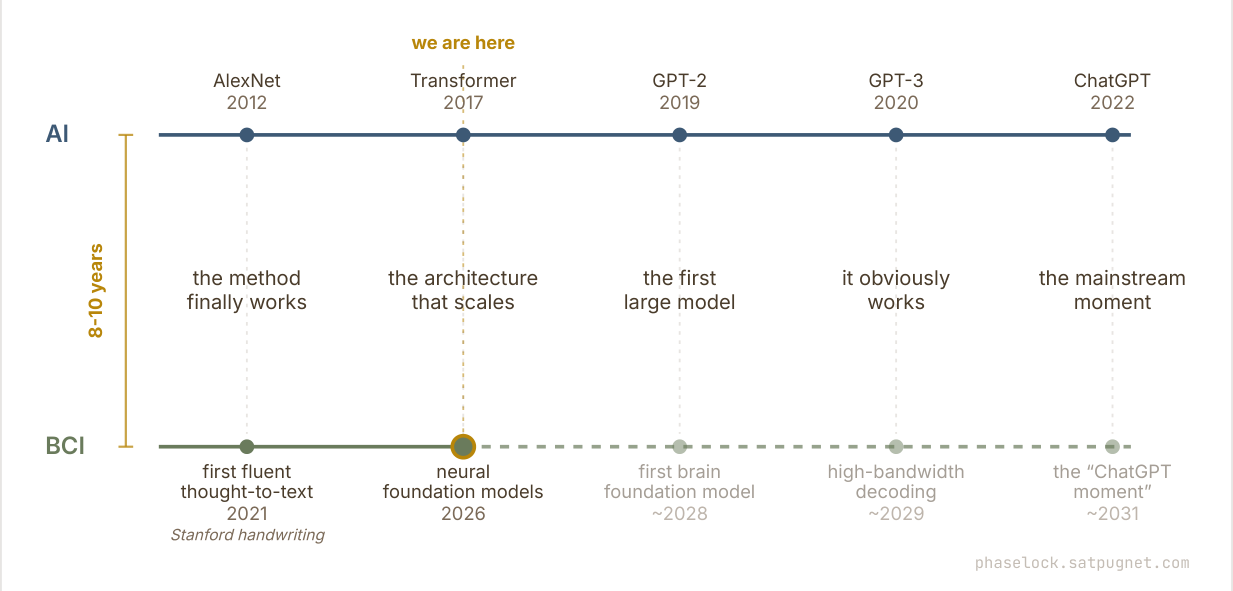 we are here
AlexNet
2012
Transformer
2017
GPT-2
2019
GPT-3
2020
ChatGPT
2022
AI
8-10 years
the method
finally works
the architecture
that scales
the first
large model
it obviously
works
the mainstream
moment
BCI
first fluent
thought-to-text
2021
Stanford handwriting
neural
foundation models
2026
first brain
foundation model
~2028
high-bandwidth
decoding
~2029
the “ChatGPT
moment”
~2031
phaselock.satpugnet.com